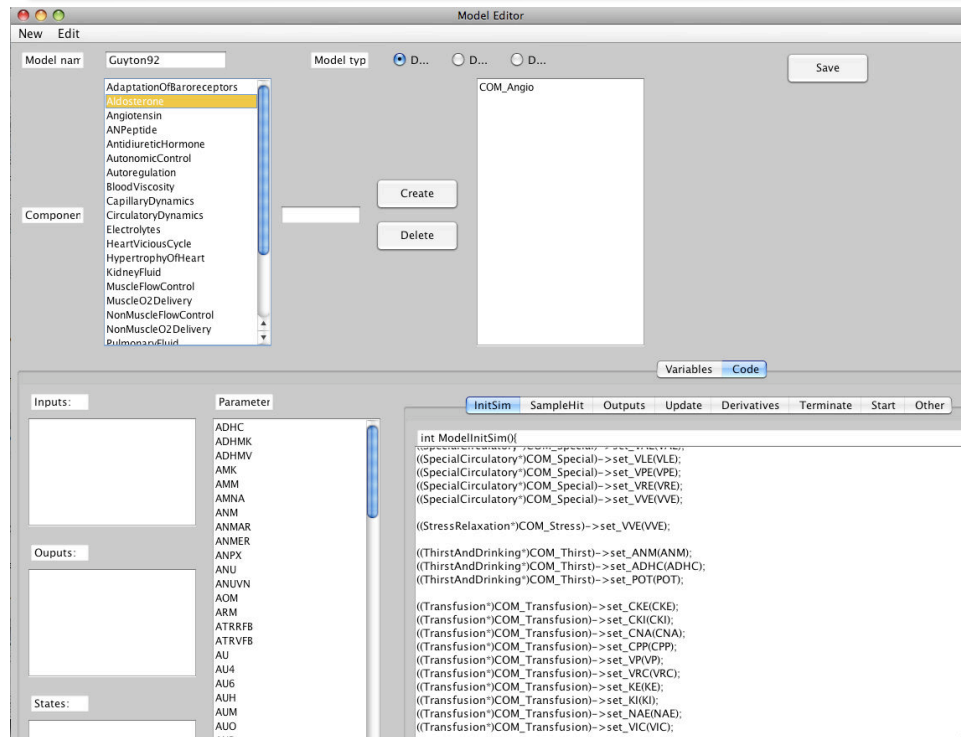 Model Editor
New Edit
Model nam Guyton92 Model typ D... D... D...
Save
AdaptationOfBaroreceptors
Aldosterone
Angiotensin
ANPeptide
AntidiureticHormone
AutonomicControl
Autoregulation
BloodViscosity
CapillaryDynamics
CirculatoryDynamics
Electrolytes
HeartViciousCycle
HypertrophyOfHeart
KidneyFluid
MuscleFlowControl
MuscleO2Delivery
NonMuscleFlowControl
NonMuscleO2Delivery
PulmonaryFluid
Componen
Create
Delete
COM_Angio
Variables Code
Inputs:
Ouputs:
States:
Parameter
ADHC
ADHMK
ADHMV
AMK
AMM
AMNA
ANM
ANMAR
ANMER
ANPX
ANU
ANUVN
AOM
ARM
ATRRFB
ATRVFB
AU
AU4
AU6
AUH
AUM
AUO
InitSim SampleHit Outputs Update Derivatives Terminate Start Other
int ModelInitSim(){
((SpecialCirculatory*)COM_Special)->set_VLE(VLE);
((SpecialCirculatory*)COM_Special)->set_VPE(VPE);
((SpecialCirculatory*)COM_Special)->set_VRE(VRE);
((SpecialCirculatory*)COM_Special)->set_VVE(VVE);
((StressRelaxation*)COM_Stress)->set_VVE(VVE);
((ThirstAndDrinking*)COM_Thirst)->set_ANM(ANM);
((ThirstAndDrinking*)COM_Thirst)->set_ADHC(ADHC);
((ThirstAndDrinking*)COM_Thirst)->set_POT(POT);
((Transfusion*)COM_Transfusion)->set_CKE(CKE);
((Transfusion*)COM_Transfusion)->set_CKI(CKI);
((Transfusion*)COM_Transfusion)->set_CNA(CNA);
((Transfusion*)COM_Transfusion)->set_CPP(CPP);
((Transfusion*)COM_Transfusion)->set_VP(VP);
((Transfusion*)COM_Transfusion)->set_VRC(VRC);
((Transfusion*)COM_Transfusion)->set_KE(KE);
((Transfusion*)COM_Transfusion)->set_KI(KI);
((Transfusion*)COM_Transfusion)->set_NAE(NAE);
((Transfusion*)COM_Transfusion)->set_VIC(VIC);